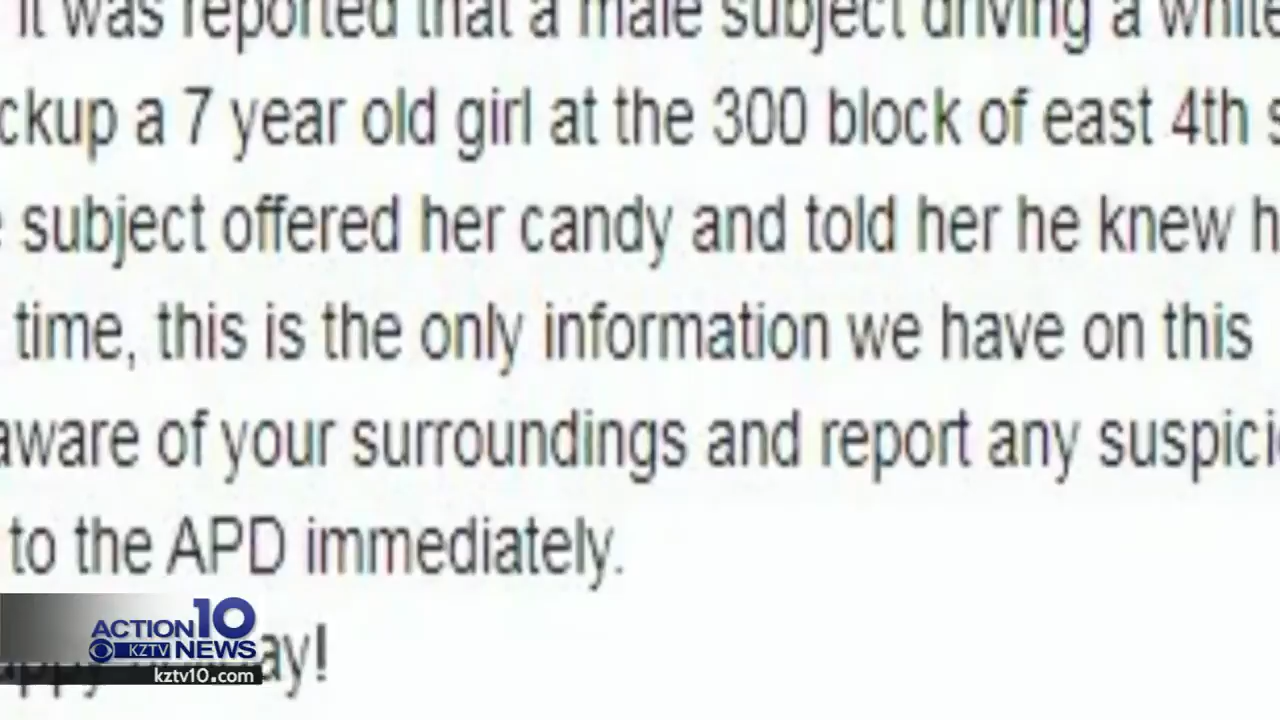 it was reported that a male subject driving a white
ckup a 7 year old girl at the 300 block of east 4th s
subject offered her candy and told her he knew h
time, this is the only information we have on this
aware of your surroundings and report any suspici
to the APD immediately.
ay!
ACTION 10
KZTV NEWS
kztv10.com